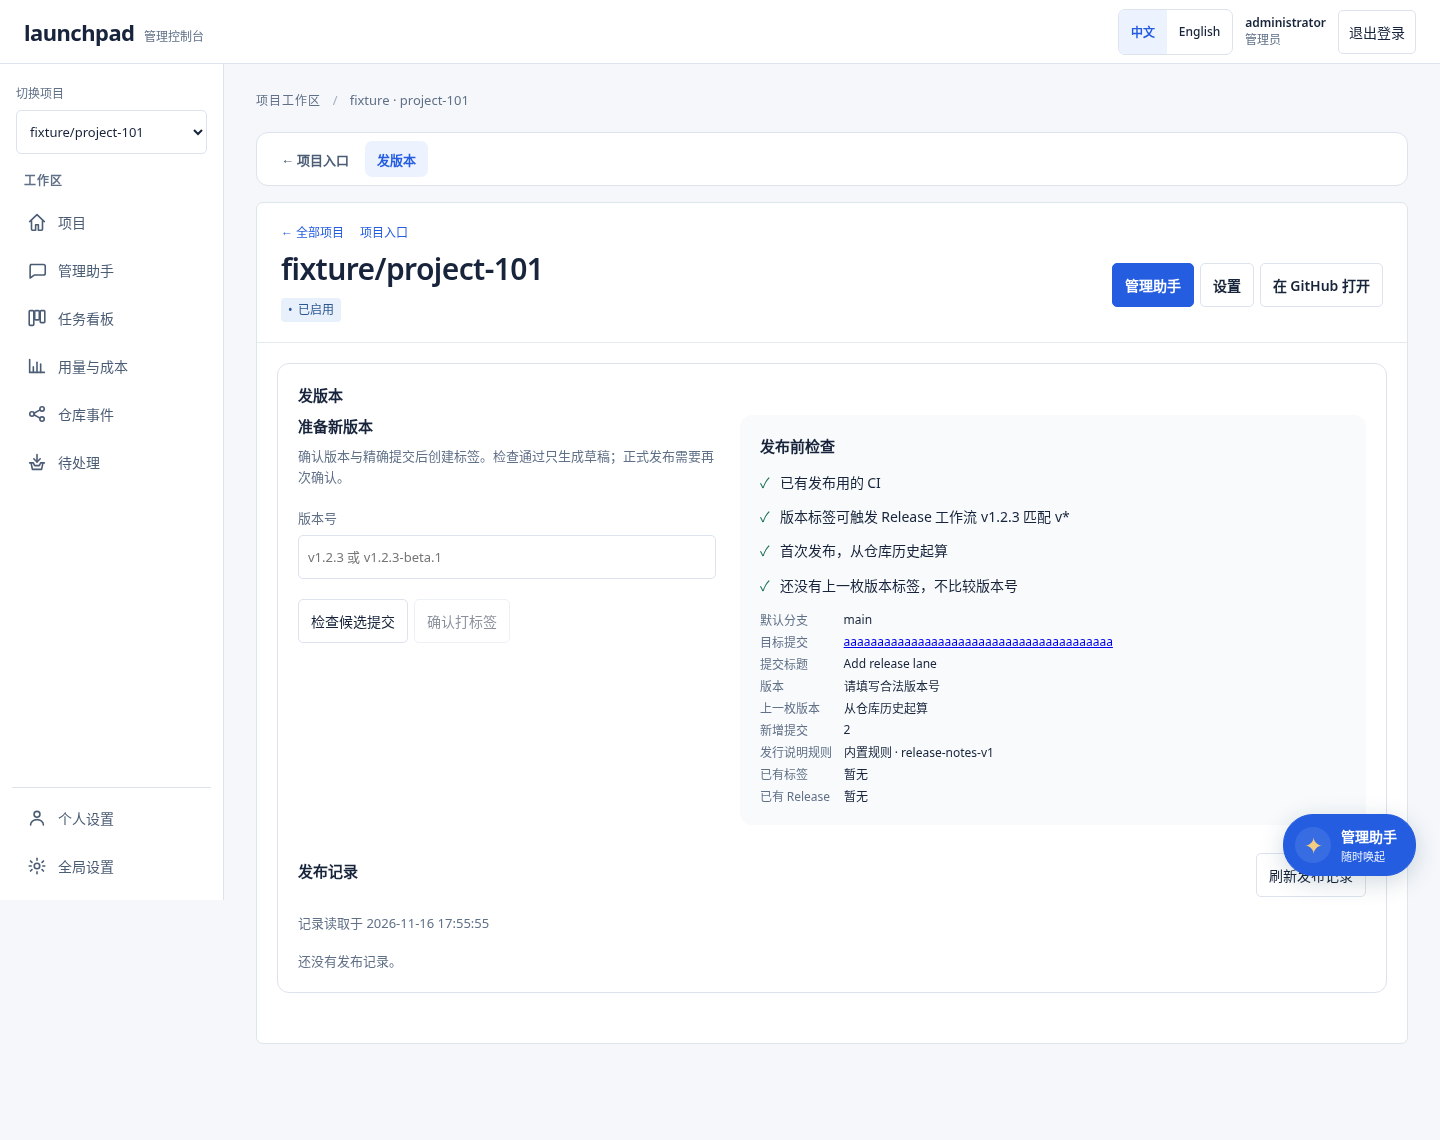 launchpad 管理控制台
中文 English
administrator
管理员
退出登录
切换项目
fixture/project-101
工作区
项目
管理助手
任务看板
用量与成本
仓库事件
待处理
个人设置
全局设置
项目工作区 / fixture · project-101
← 项目入口 发版本
← 全部项目 项目入口
fixture/project-101
• 已启用
管理助手 设置 在 GitHub 打开
发版本
准备新版本
确认版本与精确提交后创建标签。检查通过只生成草稿；正式发布需要再
次确认。
版本号
v1.2.3 或 v1.2.3-beta.1
检查候选提交 确认打标签
发布前检查
✓ 已有发布用的 CI
✓ 版本标签可触发 Release 工作流 v1.2.3 匹配 v*
✓ 首次发布，从仓库历史起算
✓ 还没有上一枚版本标签，不比较版本号
默认分支 main
目标提交 aaaaaaaaaaaaaaaaaaaaaaaaaaaaaaaaaaaaaaaa
提交标题 Add release lane
版本 请填写合法版本号
上一枚版本 从仓库历史起算
新增提交 2
发行说明规则 内置规则 · release-notes-v1
已有标签 暂无
已有 Release 暂无
管理助手
随时唤起
发布记录
刷新发布记录
记录读取于 2026-11-16 17:55:55
还没有发布记录。